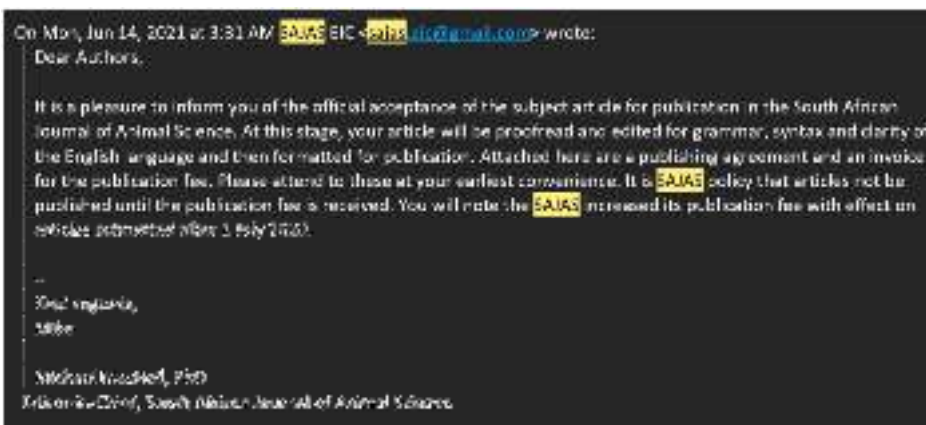 On Mon, Jun 14, 2021 at 3:31 AM SAJAS EIC <sajas.eic@gmail.com> wrote:
Dear Authors,
It is a pleasure to inform you of the official acceptance of the subject article for publication in the South African
Journal of Animal Science. At this stage, your article will be proofread and edited for grammar, syntax and clarity of
the English language and then formatted for publication. Attached here are a publishing agreement and an invoice
for the publication fee. Please attend to these at your earliest convenience. It is SAJAS policy that articles not be
published until the publication fee is received. You will note the SAJAS increased its publication fee with effect on
articles submitted after 1 July
--
Kind regards,
Mike
Michael PhD
Editor-in-Chief, South African Journal of Animal Science